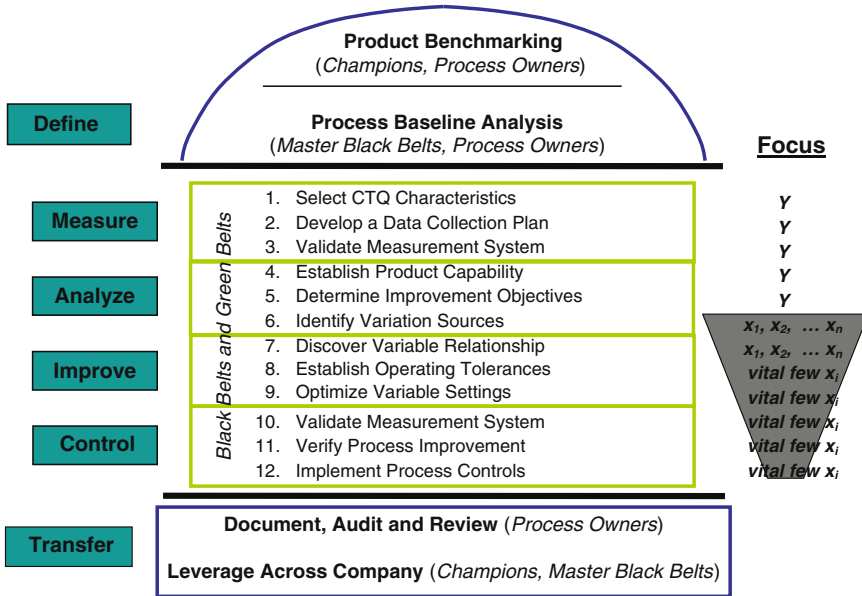 Product Benchmarking
(Champions, Process Owners)
Define
Process Baseline Analysis
(Master Black Belts, Process Owners)
Focus
Black Belts and Green Belts
Measure
1. Select CTQ Characteristics Y
2. Develop a Data Collection Plan Y
3. Validate Measurement System Y
Analyze
4. Establish Product Capability Y
5. Determine Improvement Objectives Y
6. Identify Variation Sources x₁, x₂, ... xₙ
Improve
7. Discover Variable Relationship x₁, x₂, ... xₙ
8. Establish Operating Tolerances vital few xᵢ
9. Optimize Variable Settings vital few xᵢ
Control
10. Validate Measurement System vital few xᵢ
11. Verify Process Improvement vital few xᵢ
12. Implement Process Controls vital few xᵢ
Transfer
Document, Audit and Review (Process Owners)
Leverage Across Company (Champions, Master Black Belts)